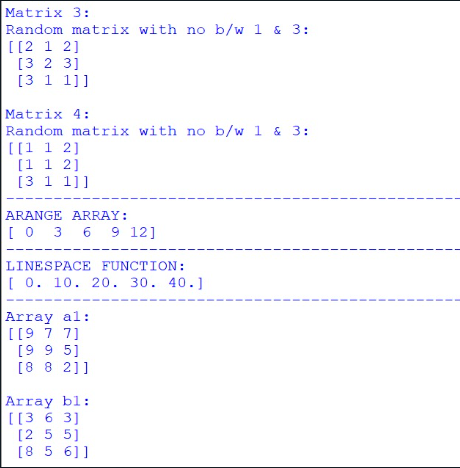 Matrix 3:
Random matrix with no b/w 1 & 3:
[[2 1 2]
 [3 2 3]
 [3 1 1]]

Matrix 4:
Random matrix with no b/w 1 & 3:
[[1 1 2]
 [1 1 2]
 [3 1 1]]
------------------------------------------------
ARANGE ARRAY:
[ 0  3  6  9 12]
------------------------------------------------
LINESPACE FUNCTION:
[ 0. 10. 20. 30. 40.]
------------------------------------------------
Array a1:
[[9 7 7]
 [9 9 5]
 [8 8 2]]

Array b1:
[[3 6 3]
 [2 5 5]
 [8 5 6]]